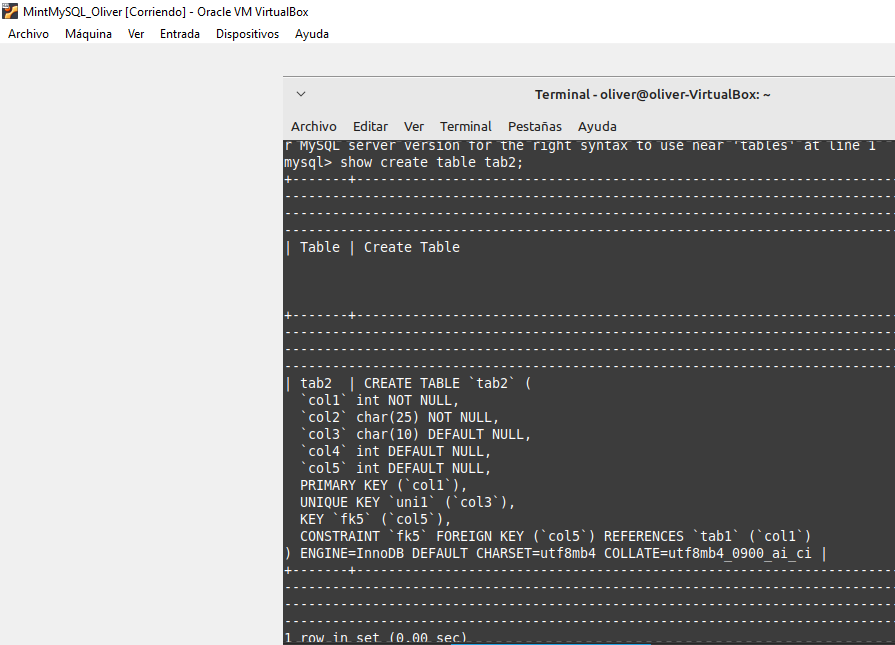 MintMySQL_Oliver [Corriendo] - Oracle VM VirtualBox
Archivo Máquina Ver Entrada Dispositivos Ayuda
Terminal - oliver@oliver-VirtualBox: ~
Archivo Editar Ver Terminal Pestañas Ayuda
r MySQL server version for the right syntax to use near 'tables' at line 1
mysql> show create table tab2;
+-------+-------------------------------------------------------------------
----------------------------------------------------------------------------
----------------------------------------------------------------------------
----------------------------------------------------------------------------
| Table | Create Table
+-------+-------------------------------------------------------------------
----------------------------------------------------------------------------
----------------------------------------------------------------------------
----------------------------------------------------------------------------
| tab2  | CREATE TABLE `tab2` (
  `col1` int NOT NULL,
  `col2` char(25) NOT NULL,
  `col3` char(10) DEFAULT NULL,
  `col4` int DEFAULT NULL,
  `col5` int DEFAULT NULL,
  PRIMARY KEY (`col1`),
  UNIQUE KEY `uni1` (`col3`),
  KEY `fk5` (`col5`),
  CONSTRAINT `fk5` FOREIGN KEY (`col5`) REFERENCES `tab1` (`col1`)
) ENGINE=InnoDB DEFAULT CHARSET=utf8mb4 COLLATE=utf8mb4_0900_ai_ci |
+-------+-------------------------------------------------------------------
----------------------------------------------------------------------------
----------------------------------------------------------------------------
----------------------------------------------------------------------------
1 row in set (0.00 sec)